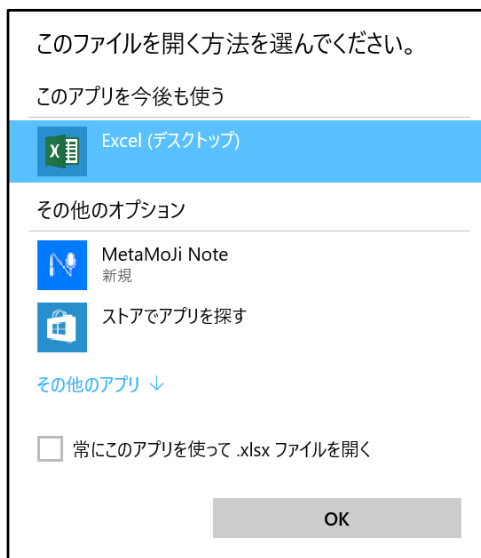 このファイルを開く方法を選んでください。
このアプリを今後も使う
Excel (デスクトップ)
その他のオプション
MetaMoJi Note
新規
ストアでアプリを探す
その他のアプリ ↓
常にこのアプリを使って .xlsx ファイルを開く
OK